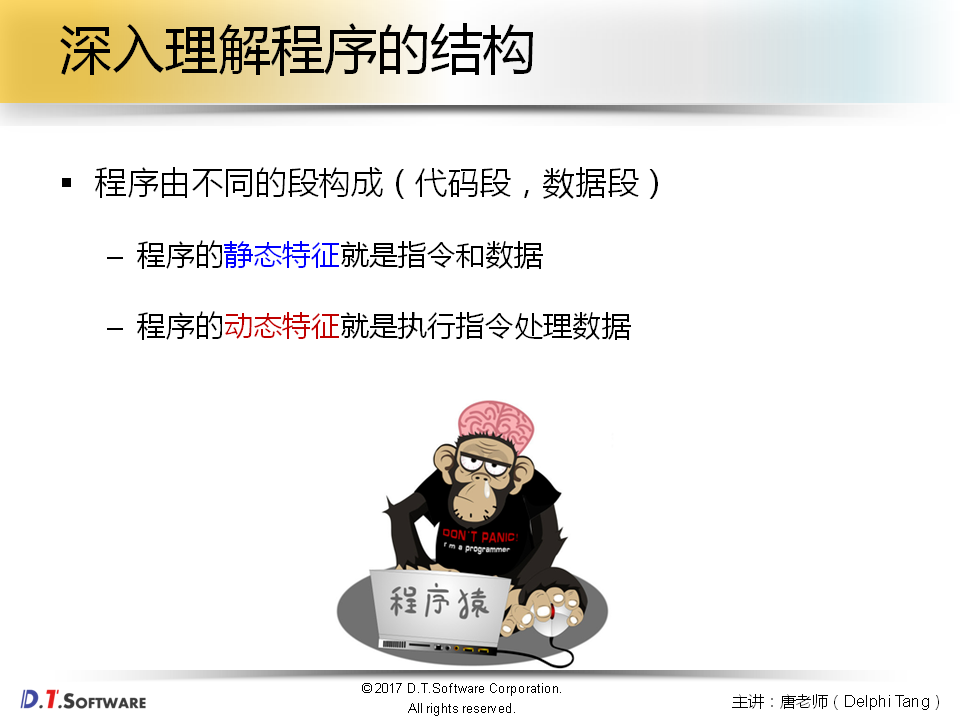 深入理解程序的结构
▪ 程序由不同的段构成（代码段，数据段）
– 程序的静态特征就是指令和数据
– 程序的动态特征就是执行指令处理数据
DON'T PANIC!
I'm a programmer
程序猿
D.T.SOFTWARE
©2017 D.T.Software Corporation.
All rights reserved.
主讲：唐老师（Delphi Tang）